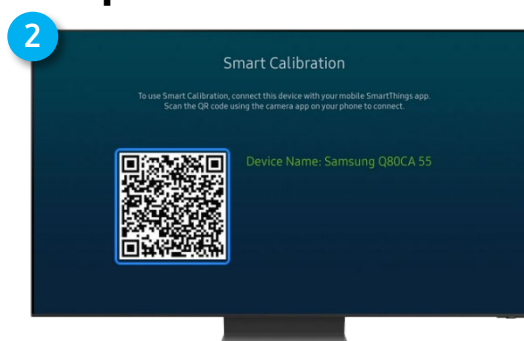 2
Smart Calibration
To use Smart Calibration, connect this device with your mobile SmartThings app.
Scan the QR code using the camera app on your phone to connect.
Device Name: Samsung Q80CA 55